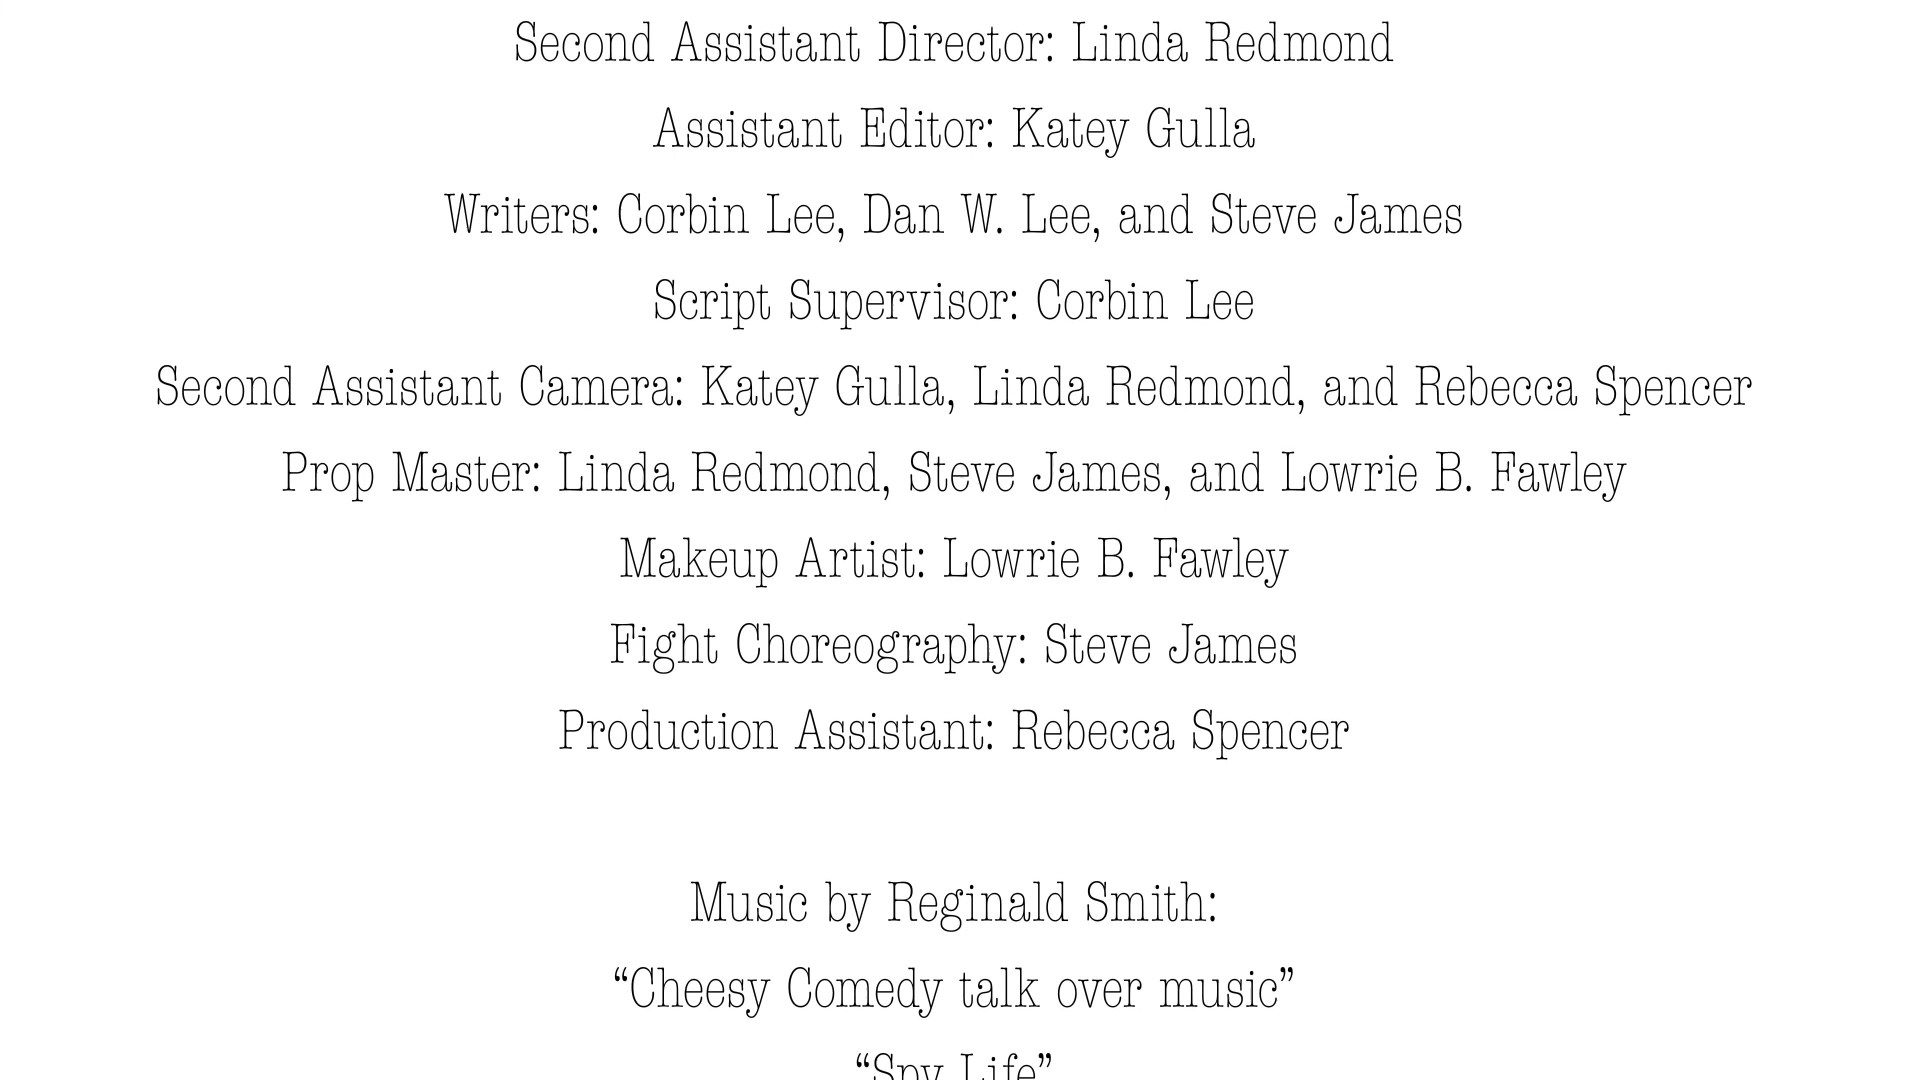 Second Assistant Director: Linda Redmond
Assistant Editor: Katey Gulla
Writers: Corbin Lee, Dan W. Lee, and Steve James
Script Supervisor: Corbin Lee
Second Assistant Camera: Katey Gulla, Linda Redmond, and Rebecca Spencer
Prop Master: Linda Redmond, Steve James, and Lowrie B. Fawley
Makeup Artist: Lowrie B. Fawley
Fight Choreography: Steve James
Production Assistant: Rebecca Spencer
Music by Reginald Smith:
“Cheesy Comedy talk over music”
“Spy Life”